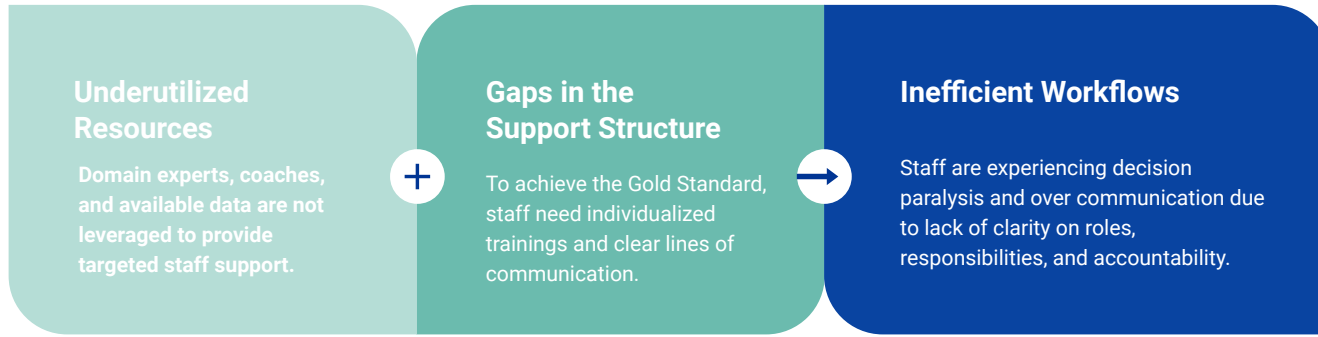 Underutilized
Resources
Domain experts, coaches,
and available data are not
leveraged to provide
targeted staff support.
+
Gaps in the
Support Structure
To achieve the Gold Standard,
staff need individualized
trainings and clear lines of
communication.
Inefficient Workflows
Staff are experiencing decision
paralysis and over communication due
to lack of clarity on roles,
responsibilities, and accountability.